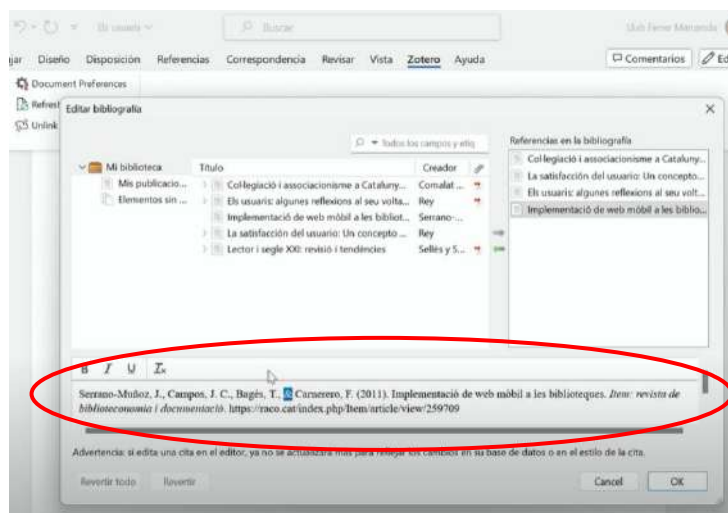 Buscar
Diseño Disposición Referencias Correspondencia Revisar Vista Zotero Ayuda
Comentarios
Document Preferences
Refresh
Unlink
Editar bibliografía
Todos los campos y etiq
Referencias en la bibliografía
Mi biblioteca
Título Creador
Mis publicacio...
Elementos sin ...
Col·legiació i associacionisme a Cataluny... Comalat ...
Els usuaris: algunes reflexions al seu volta... Rey
Implementació de web mòbil a les bibliot... Serrano-...
La satisfacción del usuario: Un concepto ... Rey
Lector i segle XXI: revisió i tendències Sellés y S...
Col·legiació i associacionisme a Cataluny...
La satisfacción del usuario: Un concepto ...
Els usuaris: algunes reflexions al seu volt...
Implementació de web mòbil a les biblio...
B I U
Serrano-Muñoz, J., Campos, J. C., Bagés, T., & Carnerero, F. (2011). Implementació de web mòbil a les biblioteques. Item: revista de
biblioteconomia i documentació. https://raco.cat/index.php/Item/article/view/259709
Advertencia: si edita una cita en el editor, ya no se actualizará más para reflejar los cambios en su base de datos o en el estilo de la cita.
Revertir todo Revertir Cancel OK